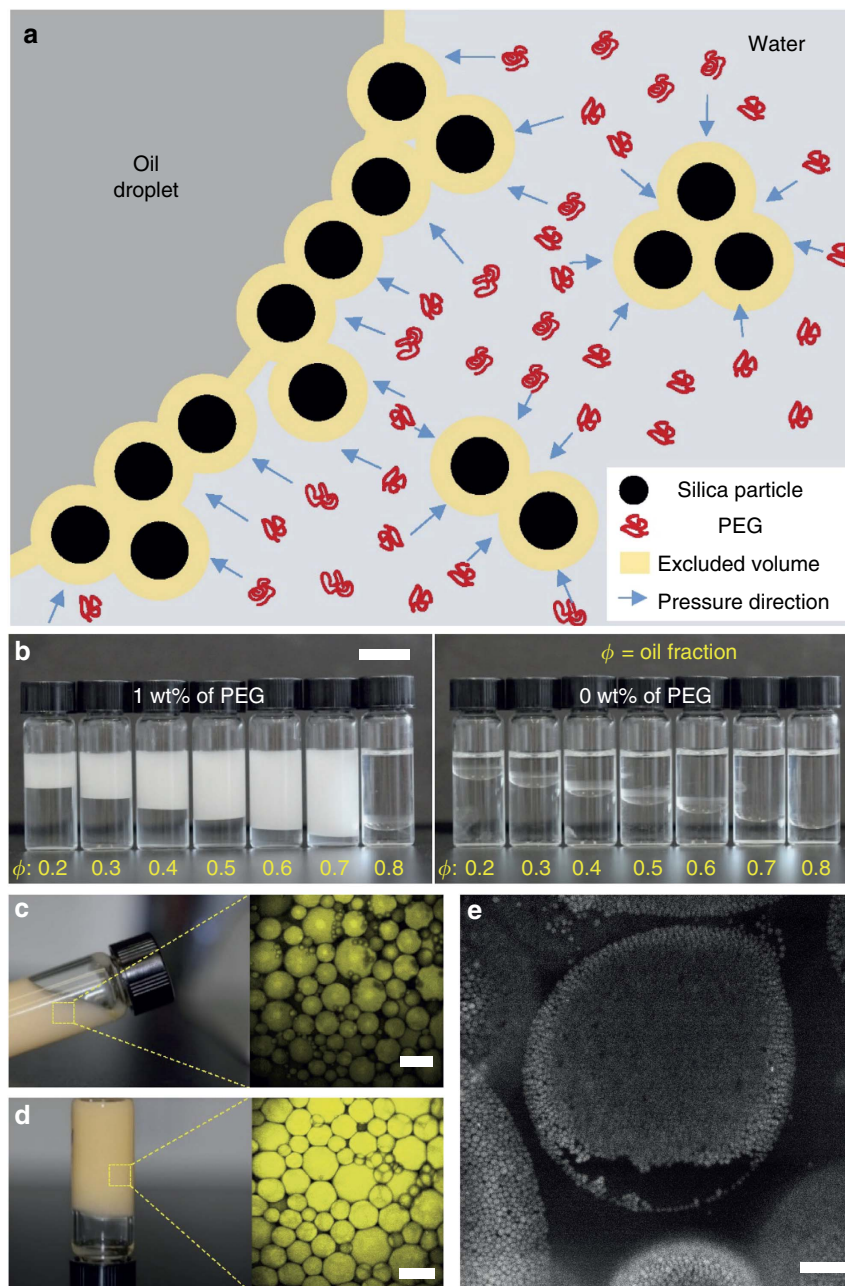 a
Water
Oil
droplet
Silica particle
PEG
Excluded volume
Pressure direction
b
ϕ = oil fraction
1 wt% of PEG
0 wt% of PEG
ϕ: 0.2 0.3 0.4 0.5 0.6 0.7 0.8
ϕ: 0.2 0.3 0.4 0.5 0.6 0.7 0.8
c
e
d